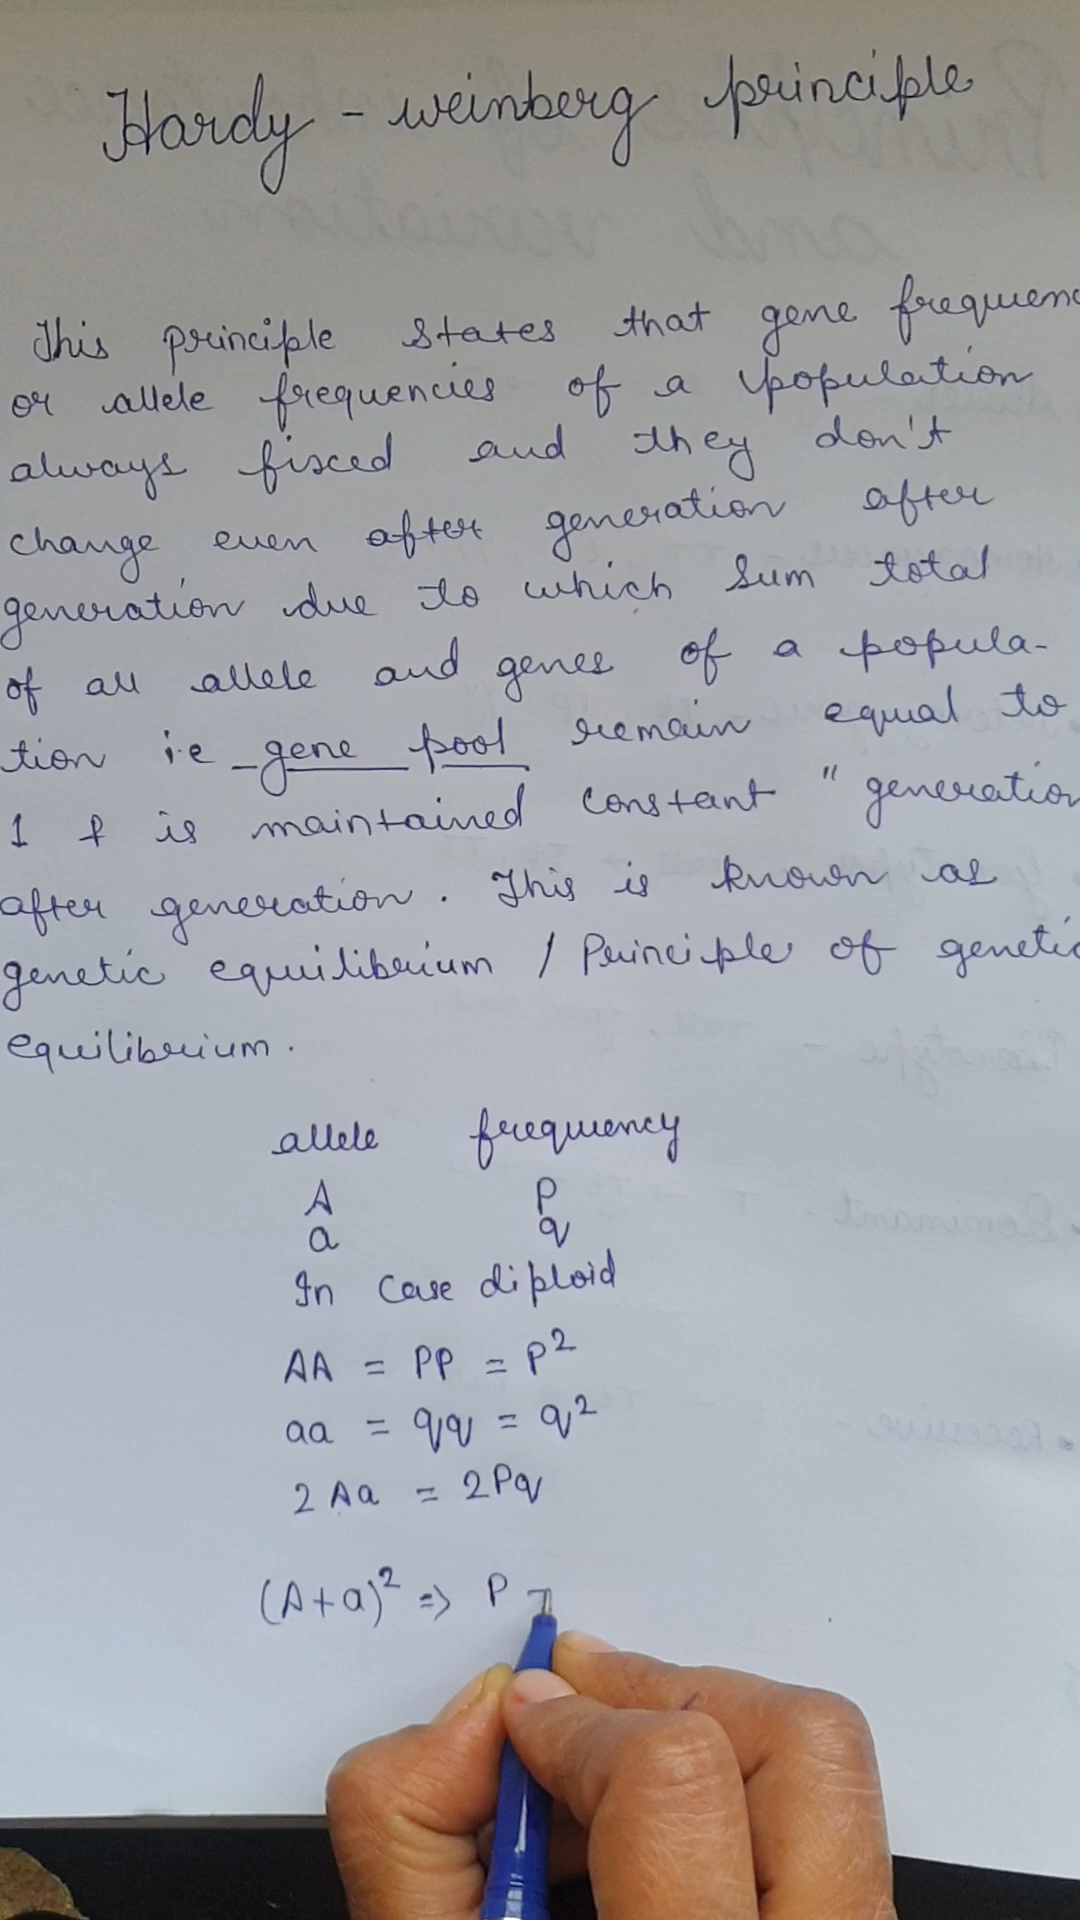 Hardy - weinberg principle
This principle states that gene frequenc
or allele frequencies of a population
always fixed and they don't
change even after generation after
generation due to which sum total
of all allele and genes of a popula-
tion i.e gene pool remain equal to
1 & is maintained constant " generation
after generation. This is known as
genetic equilibrium / Principle of genetic
equilibrium.
allele frequency
A P
a q
In case diploid
AA = PP = P²
aa = qq = q²
2 Aa = 2Pq
(A+a)² => P